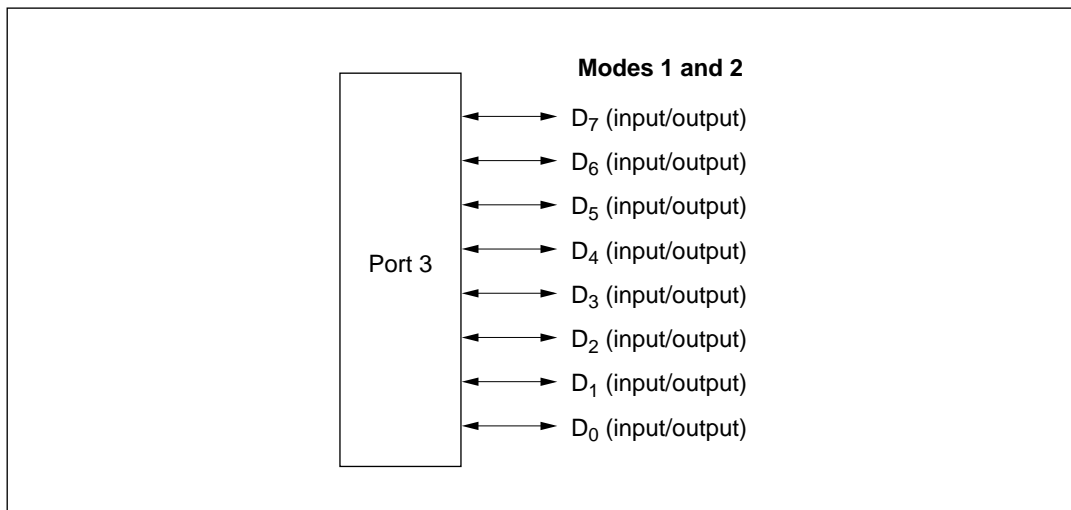 Modes 1 and 2
D₇ (input/output)
D₆ (input/output)
D₅ (input/output)
D₄ (input/output)
Port 3
D₃ (input/output)
D₂ (input/output)
D₁ (input/output)
D₀ (input/output)